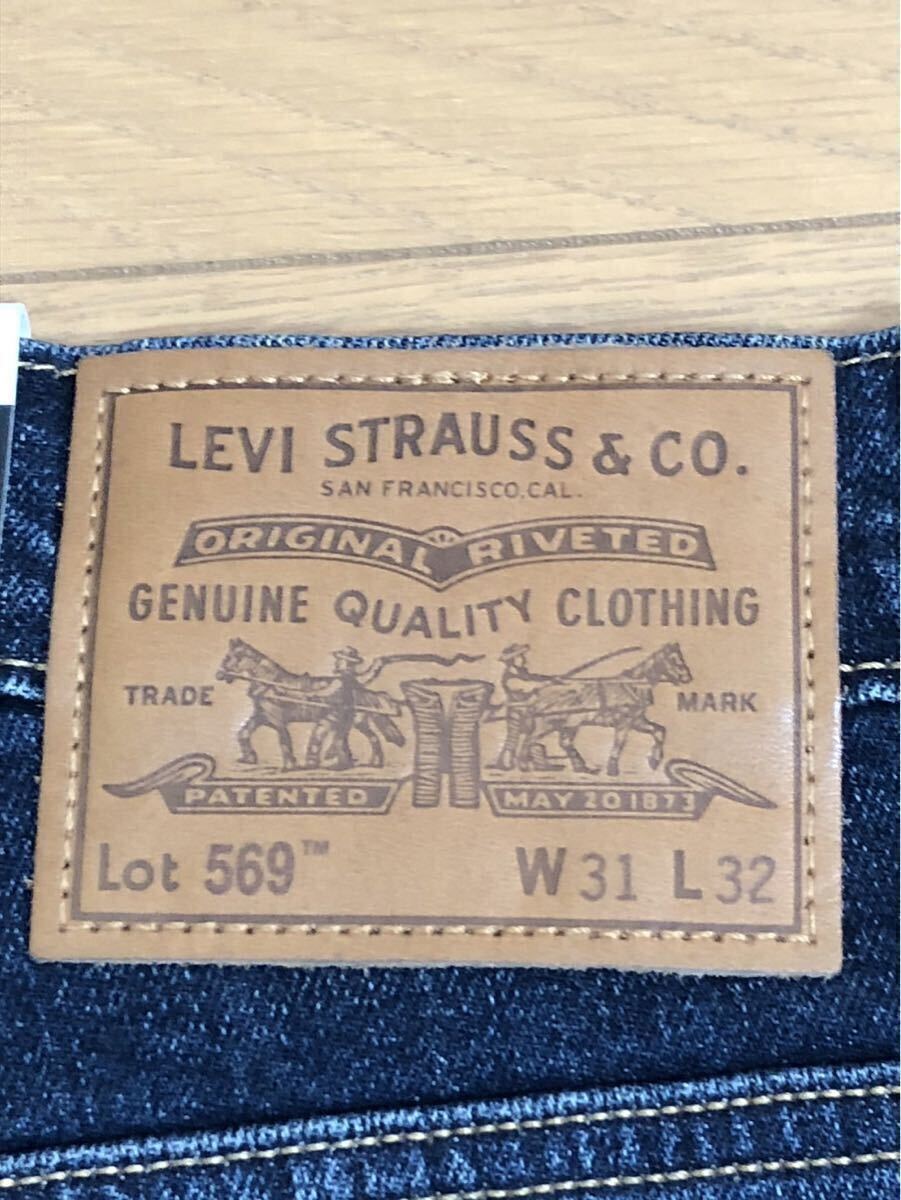 LEVI STRAUSS & CO.
SAN FRANCISCO, CAL.
ORIGINAL RIVETED
GENUINE QUALITY CLOTHING
TRADE MARK
PATENTED MAY 20 1873
Lot 569™ W 31 L 32